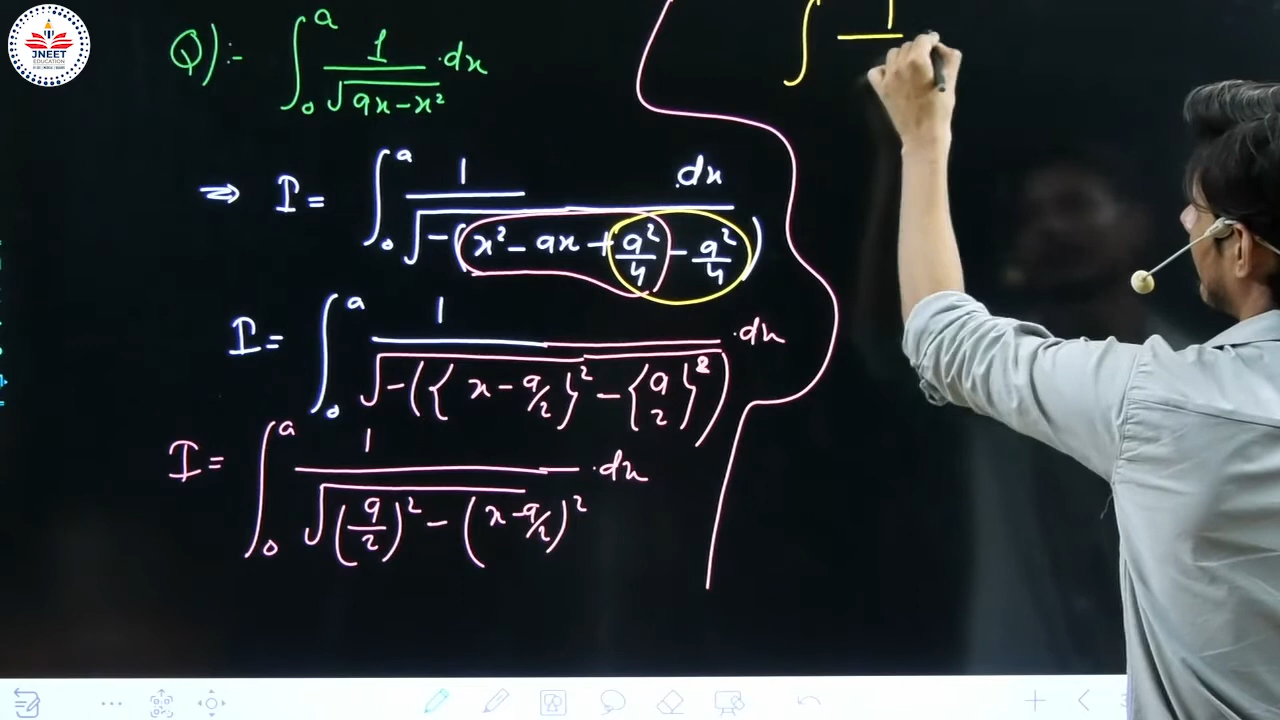 JNEET
EDUCATION
Q):- ∫₀ᵃ 1/√(ax-x²) .dx
⇒ I = ∫₀ᵃ 1/√(-(x² - ax + a²/4 - a²/4)) .dx
I = ∫₀ᵃ 1/√(-({x - a/2}² - {a/2}²)) .dx
I = ∫₀ᵃ 1/√((a/2)² - (x - a/2)²) .dx
∫ 1/